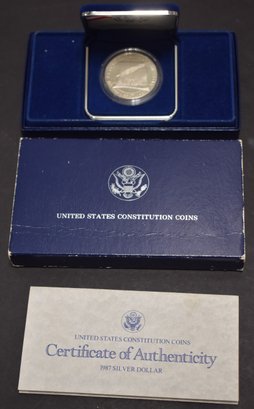 UNITED STATES CONSTITUTION COINS
UNITED STATES CONSTITUTION COINS
Certificate of Authenticity
1987 SILVER DOLLAR